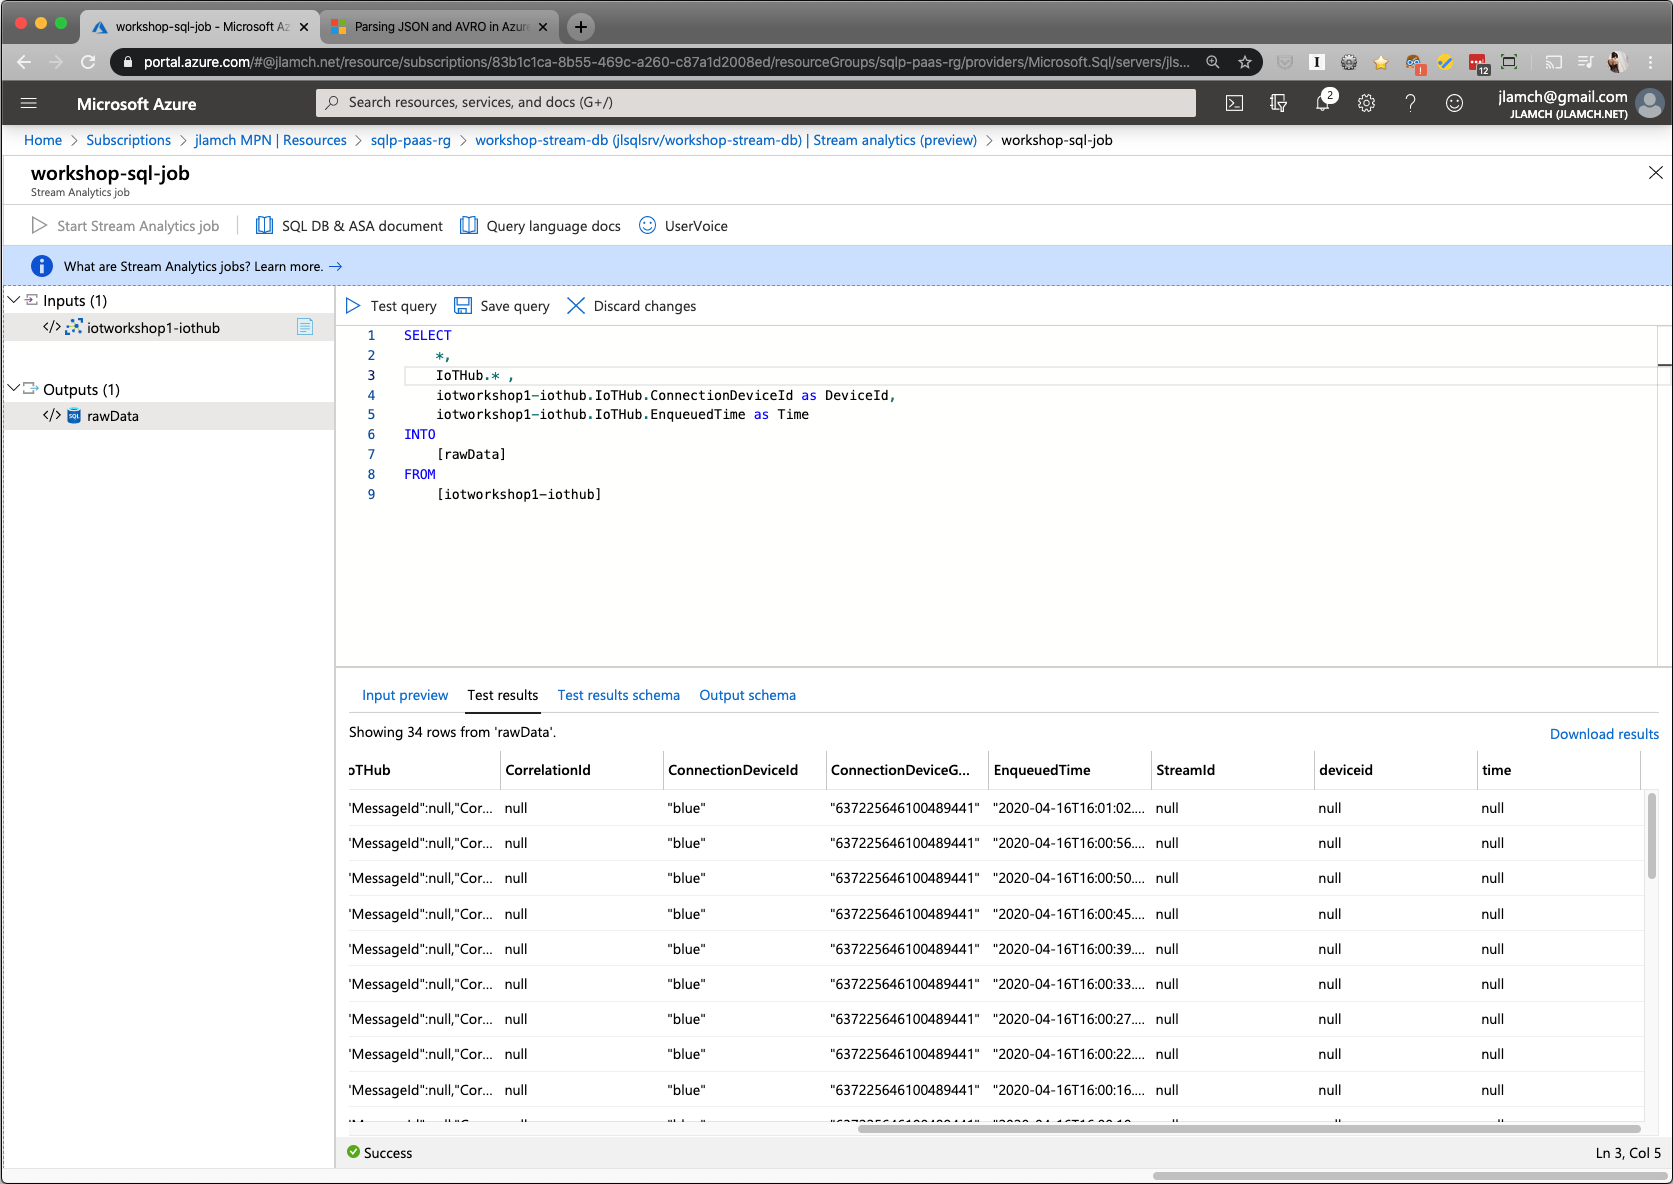 workshop-sql-job - Microsoft Az
Parsing JSON and AVRO in Azure
portal.azure.com/#@jlamch.net/resource/subscriptions/83b1c1ca-8b55-469c-a260-c87a1d2008ed/resourceGroups/sqlp-paas-rg/providers/Microsoft.Sql/servers/jls...
12
Microsoft Azure
Search resources, services, and docs (G+/)
2
jlamch@gmail.com
JLAMCH (JLAMCH.NET)
Home > Subscriptions > jlamch MPN | Resources > sqlp-paas-rg > workshop-stream-db (jlsqlsrv/workshop-stream-db) | Stream analytics (preview) > workshop-sql-job
workshop-sql-job
Stream Analytics job
Start Stream Analytics job
SQL DB & ASA document
Query language docs
UserVoice
What are Stream Analytics jobs? Learn more. →
Inputs (1)
iotworkshop1-iothub
Outputs (1)
SQL
rawData
Test query
Save query
Discard changes
1 SELECT
2 *,
3 IoTHub.* ,
4 iotworkshop1-iothub.IoTHub.ConnectionDeviceId as DeviceId,
5 iotworkshop1-iothub.IoTHub.EnqueuedTime as Time
6 INTO
7 [rawData]
8 FROM
9 [iotworkshop1-iothub]
Input preview
Test results
Test results schema
Output schema
Showing 34 rows from 'rawData'.
Download results
oTHub CorrelationId ConnectionDeviceId ConnectionDeviceG... EnqueuedTime StreamId deviceid time
'MessageId":null,"Cor... null "blue" "637225646100489441" "2020-04-16T16:01:02.... null null null
'MessageId":null,"Cor... null "blue" "637225646100489441" "2020-04-16T16:00:56.... null null null
'MessageId":null,"Cor... null "blue" "637225646100489441" "2020-04-16T16:00:50.... null null null
'MessageId":null,"Cor... null "blue" "637225646100489441" "2020-04-16T16:00:45.... null null null
'MessageId":null,"Cor... null "blue" "637225646100489441" "2020-04-16T16:00:39.... null null null
'MessageId":null,"Cor... null "blue" "637225646100489441" "2020-04-16T16:00:33.... null null null
'MessageId":null,"Cor... null "blue" "637225646100489441" "2020-04-16T16:00:27.... null null null
'MessageId":null,"Cor... null "blue" "637225646100489441" "2020-04-16T16:00:22.... null null null
'MessageId":null,"Cor... null "blue" "637225646100489441" "2020-04-16T16:00:16.... null null null
Success
Ln 3, Col 5